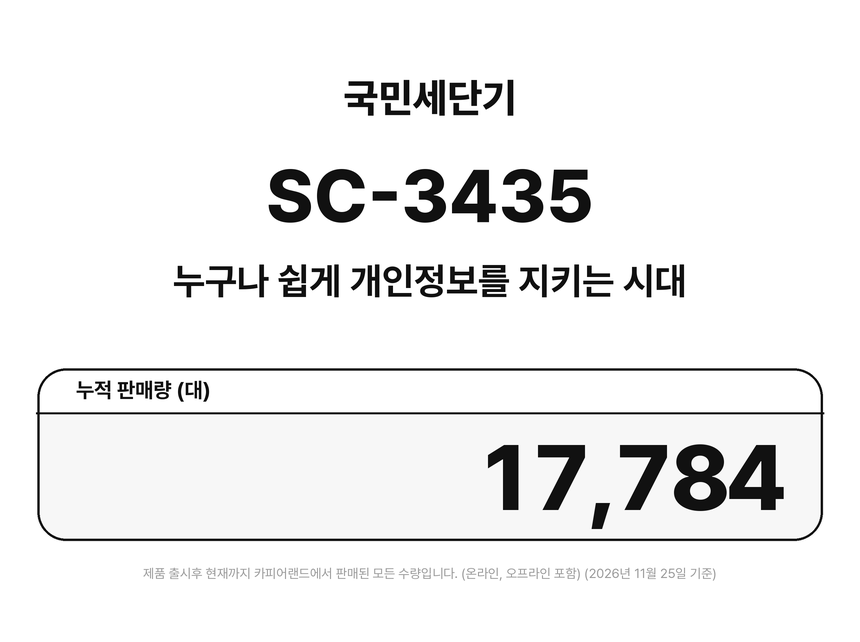 국민세단기
SC-3435
누구나 쉽게 개인정보를 지키는 시대
누적 판매량 (대)
17,784
제품 출시후 현재까지 카피어랜드에서 판매된 모든 수량입니다. (온라인, 오프라인 포함) (2026년 11월 25일 기준)